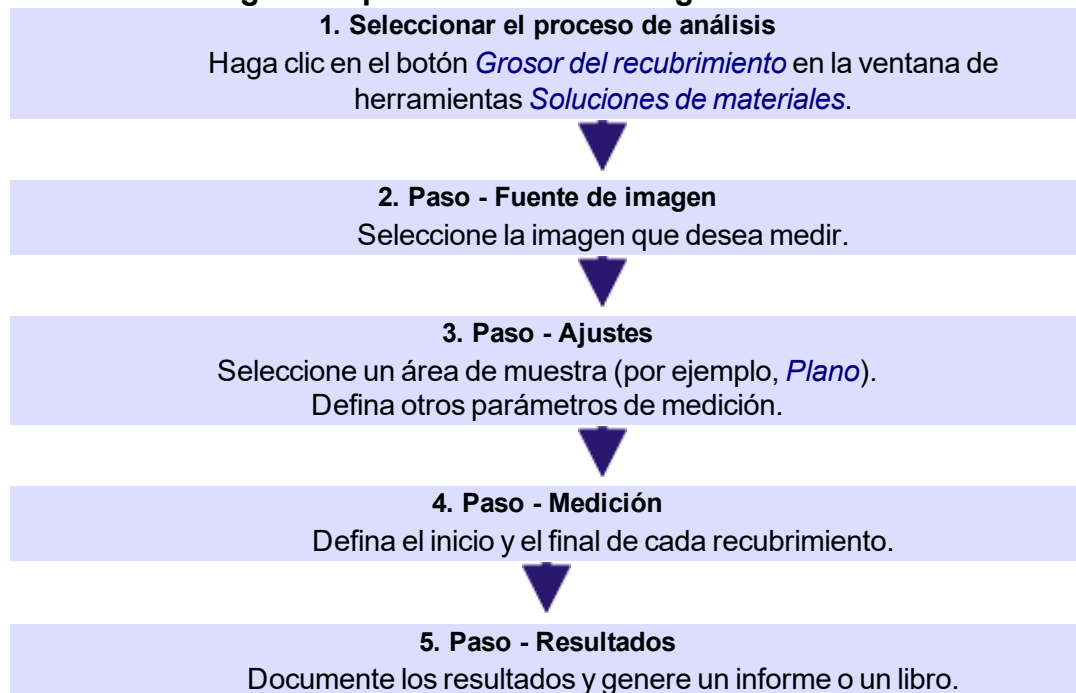 1. Seleccionar el proceso de análisis
Haga clic en el botón Grosor del recubrimiento en la ventana de
herramientas Soluciones de materiales.
2. Paso - Fuente de imagen
Seleccione la imagen que desea medir.
3. Paso - Ajustes
Seleccione un área de muestra (por ejemplo, Plano).
Defina otros parámetros de medición.
4. Paso - Medición
Defina el inicio y el final de cada recubrimiento.
5. Paso - Resultados
Documente los resultados y genere un informe o un libro.